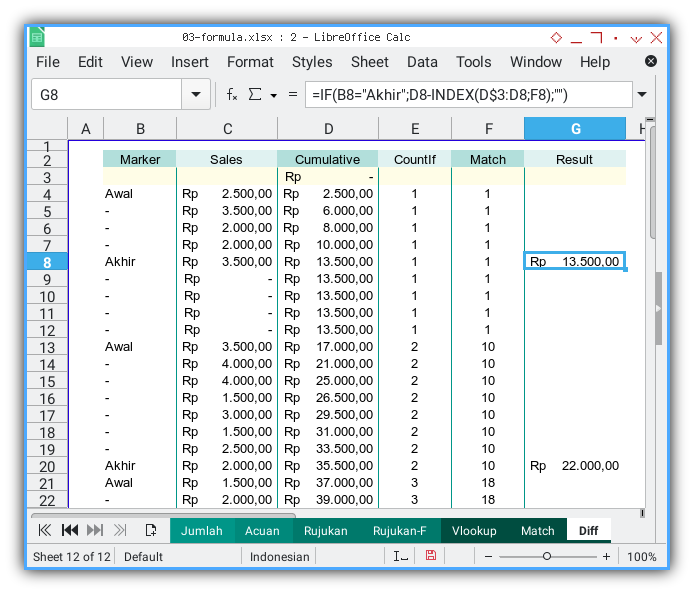 03-formula.xlsx : 2 - LibreOffice Calc
File Edit View Insert Format Styles Sheet Data Tools Window Help
G8 fx Σ = =IF(B8="Akhir";D8-INDEX(D$3:D8;F8);"")
A B C D E F G H
1
2 Marker Sales Cumulative CountIf Match Result
3 Rp -
4 Awal Rp 2.500,00 Rp 2.500,00 1 1
5 - Rp 3.500,00 Rp 6.000,00 1 1
6 - Rp 2.000,00 Rp 8.000,00 1 1
7 - Rp 2.000,00 Rp 10.000,00 1 1
8 Akhir Rp 3.500,00 Rp 13.500,00 1 1 Rp 13.500,00
9 - Rp - Rp 13.500,00 1 1
10 - Rp - Rp 13.500,00 1 1
11 - Rp - Rp 13.500,00 1 1
12 - Rp - Rp 13.500,00 1 1
13 Awal Rp 3.500,00 Rp 17.000,00 2 10
14 - Rp 4.000,00 Rp 21.000,00 2 10
15 - Rp 4.000,00 Rp 25.000,00 2 10
16 - Rp 1.500,00 Rp 26.500,00 2 10
17 - Rp 3.000,00 Rp 29.500,00 2 10
18 - Rp 1.500,00 Rp 31.000,00 2 10
19 - Rp 2.500,00 Rp 33.500,00 2 10
20 Akhir Rp 2.000,00 Rp 35.500,00 2 10 Rp 22.000,00
21 Awal Rp 1.500,00 Rp 37.000,00 3 18
22 - Rp 2.000,00 Rp 39.000,00 3 18
Jumlah Acuan Rujukan Rujukan-F Vlookup Match Diff
Sheet 12 of 12 Default Indonesian - + 100%